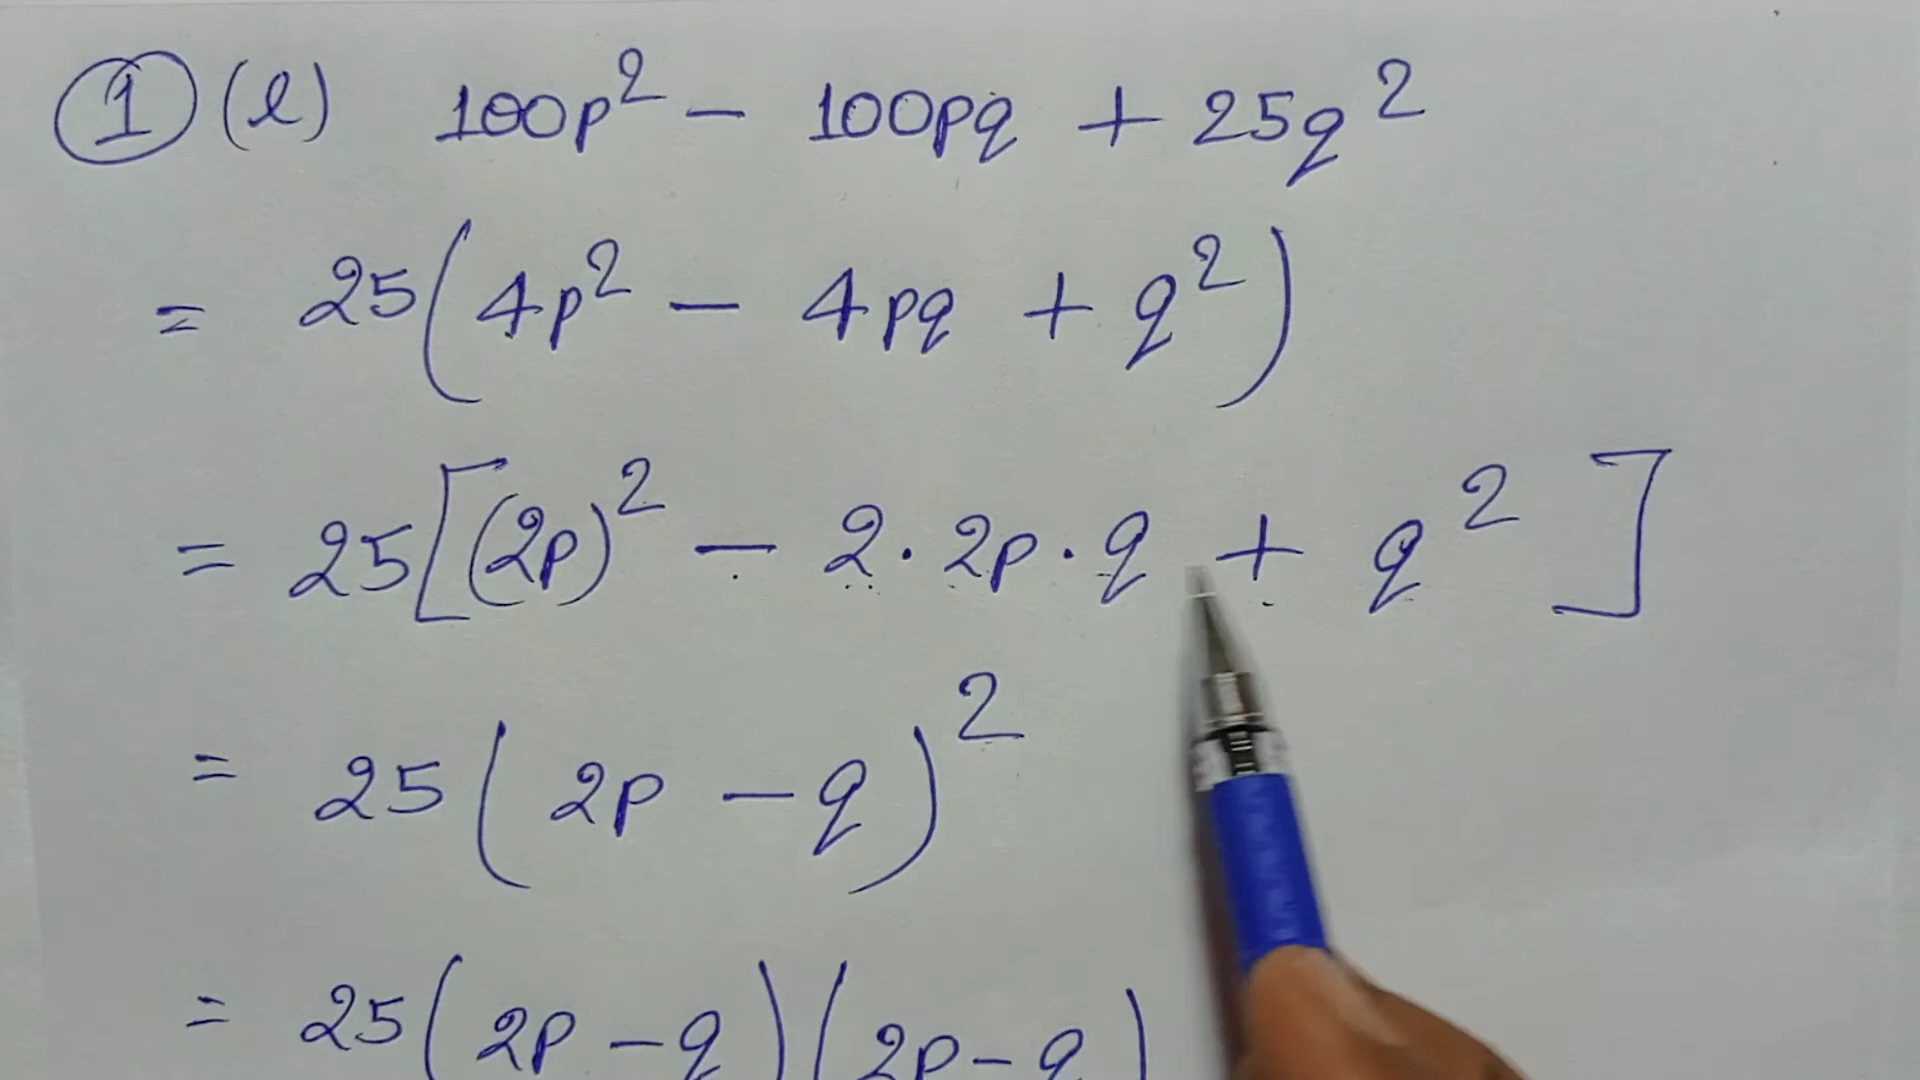 1 (l) 100p² - 100pq + 25q²
= 25(4p² - 4pq + q²)
= 25[(2p)² - 2·2p·q + q²]
= 25(2p - q)²
= 25(2p - q)(2p - q)